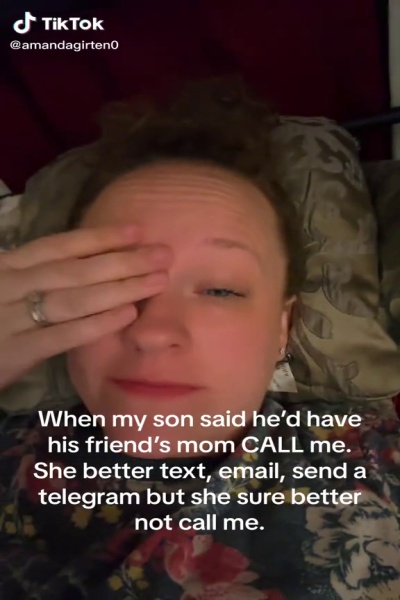 TikTok
@amandagirten0
When my son said he'd have
his friend's mom CALL me.
She better text, email, send a
telegram but she sure better
not call me.